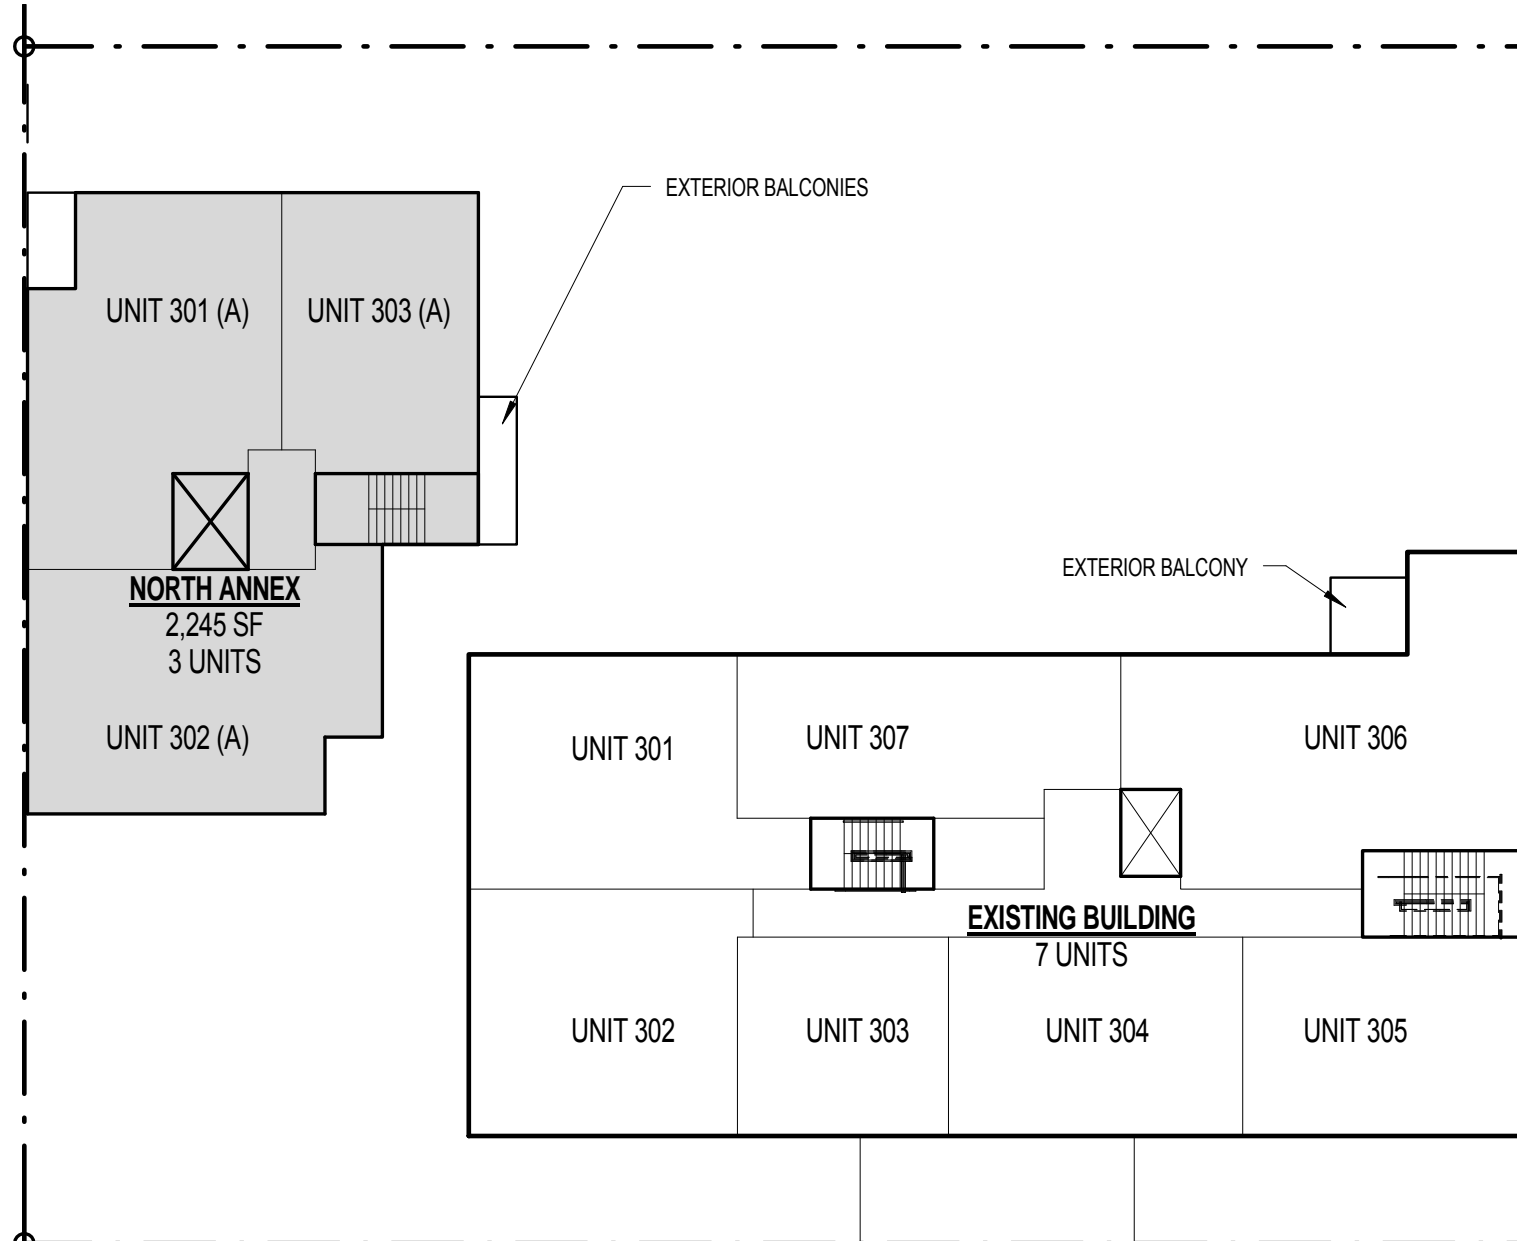 EXTERIOR BALCONIES
UNIT 301 (A)
UNIT 303 (A)
NORTH ANNEX
2,245 SF
3 UNITS
UNIT 302 (A)
EXTERIOR BALCONY
UNIT 301
UNIT 307
UNIT 306
EXISTING BUILDING
7 UNITS
UNIT 302
UNIT 303
UNIT 304
UNIT 305